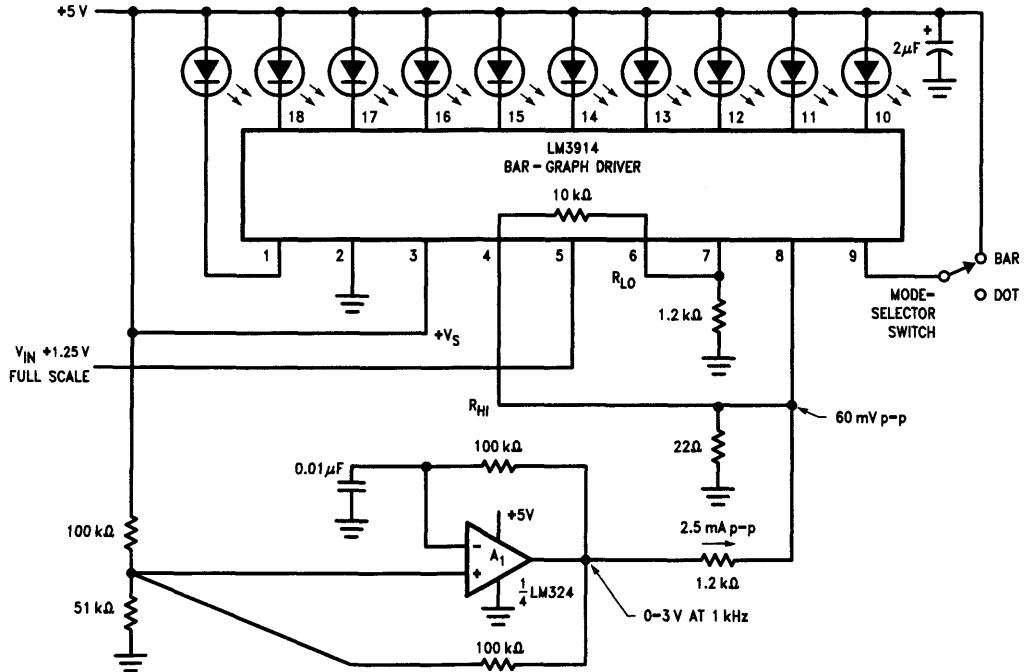 +5 V
2μF
+
18
17
16
15
14
13
12
11
10
LM3914
BAR – GRAPH DRIVER
10 kΩ
1
2
3
4
5
6
7
8
9
BAR
DOT
MODE-
SELECTOR
SWITCH
RLO
1.2 kΩ
+VS
VIN +1.25 V
FULL SCALE
RHI
60 mV p-p
22Ω
100 kΩ
0.01μF
+5V
2.5 mA p-p
100 kΩ
–
A1
+
1.2 kΩ
1/4 LM324
51 kΩ
0-3 V AT 1 kHz
100 kΩ